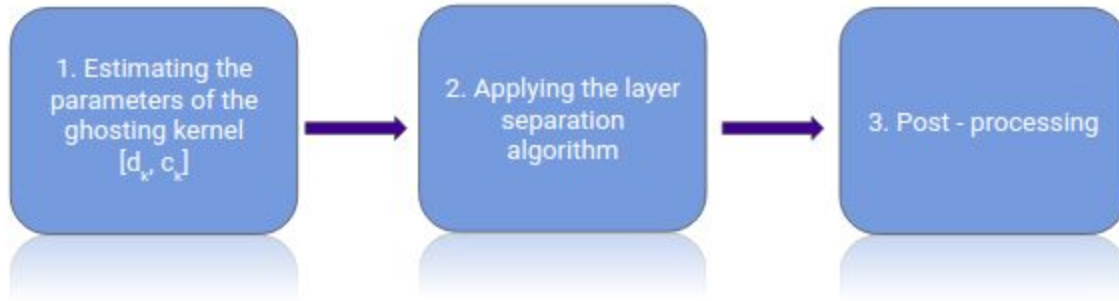 1. Estimating the
parameters of the
ghosting kernel
[dₖ, cₖ]
2. Applying the layer
separation
algorithm
3. Post - processing